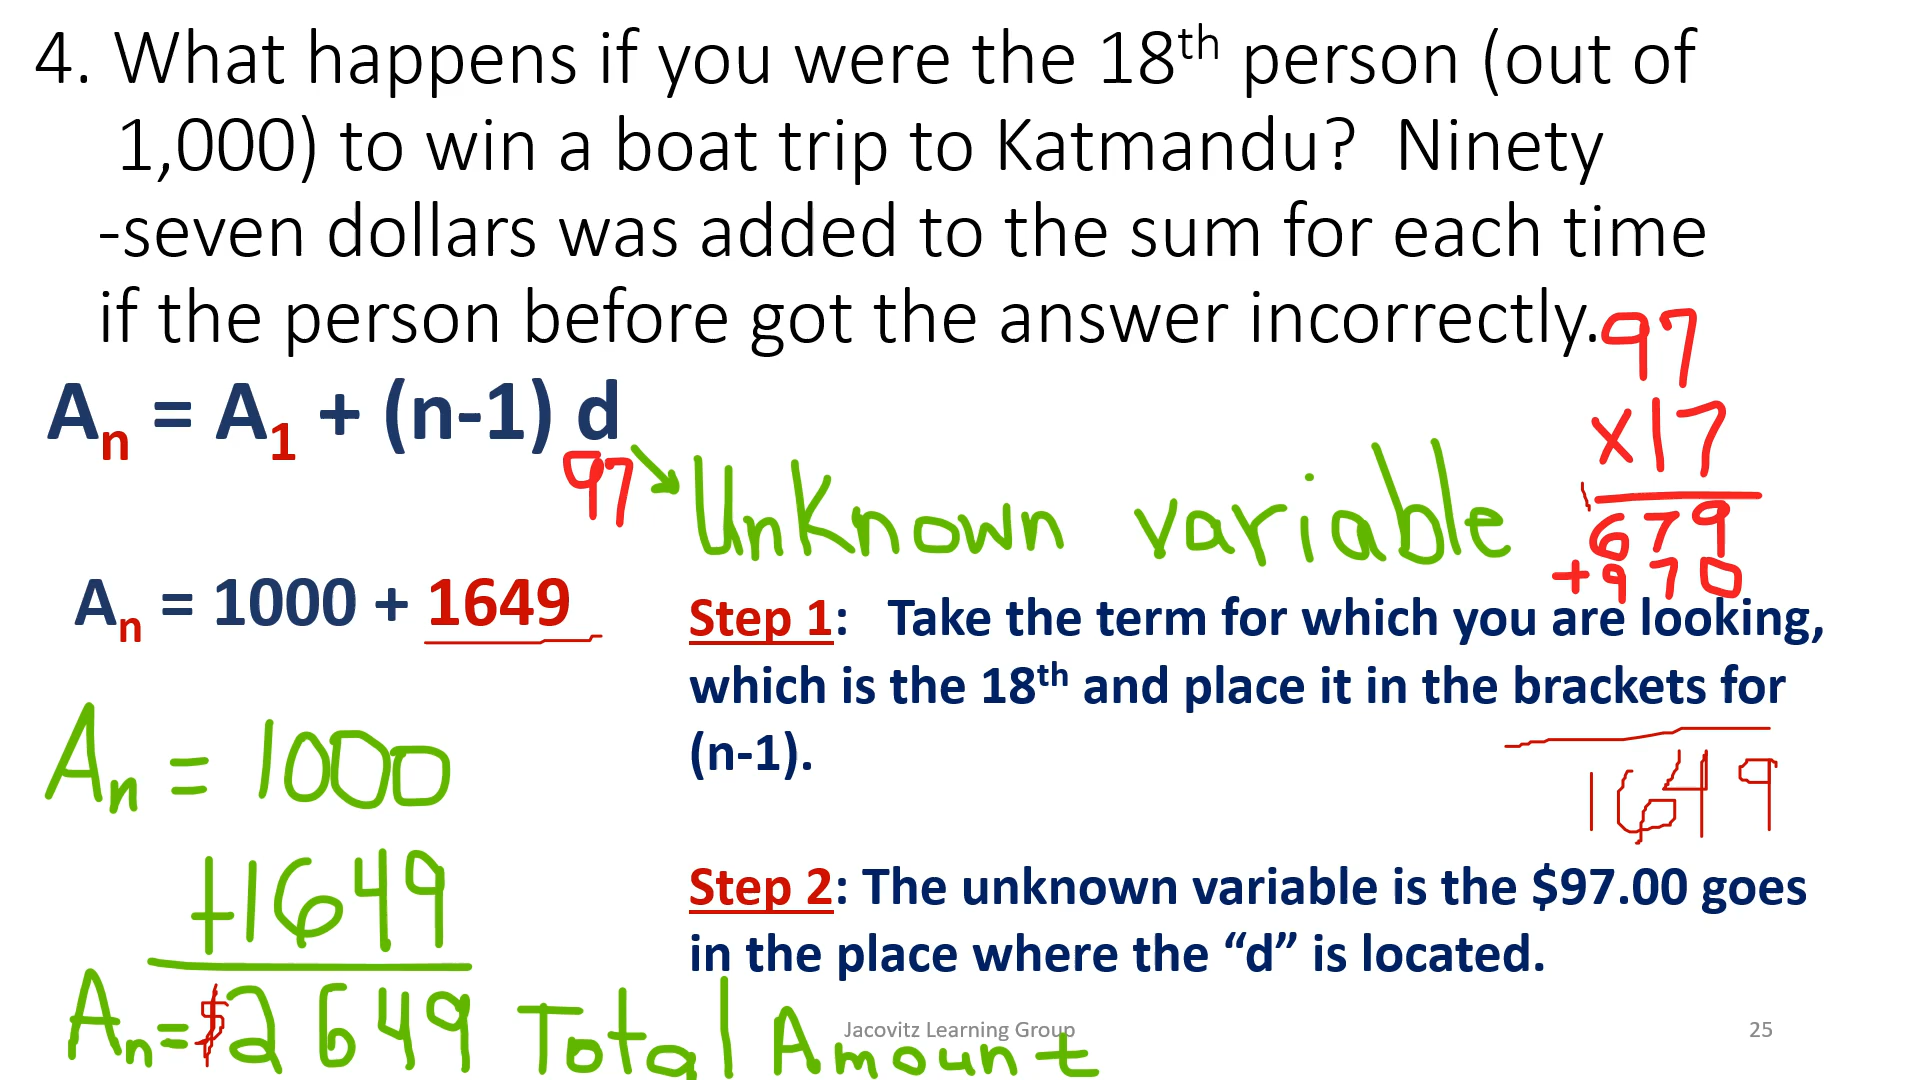 4. What happens if you were the 18th person (out of
1,000) to win a boat trip to Katmandu? Ninety
-seven dollars was added to the sum for each time
if the person before got the answer incorrectly.
An = A1 + (n-1) d
97
Unknown variable
97
x17
1
679
+970
1649
An = 1000 + 1649
Step 1: Take the term for which you are looking,
which is the 18th and place it in the brackets for
(n-1).
An = 1000
+1649
An = $2649 Total Amount
Step 2: The unknown variable is the $97.00 goes
in the place where the “d” is located.
Jacovitz Learning Group
25